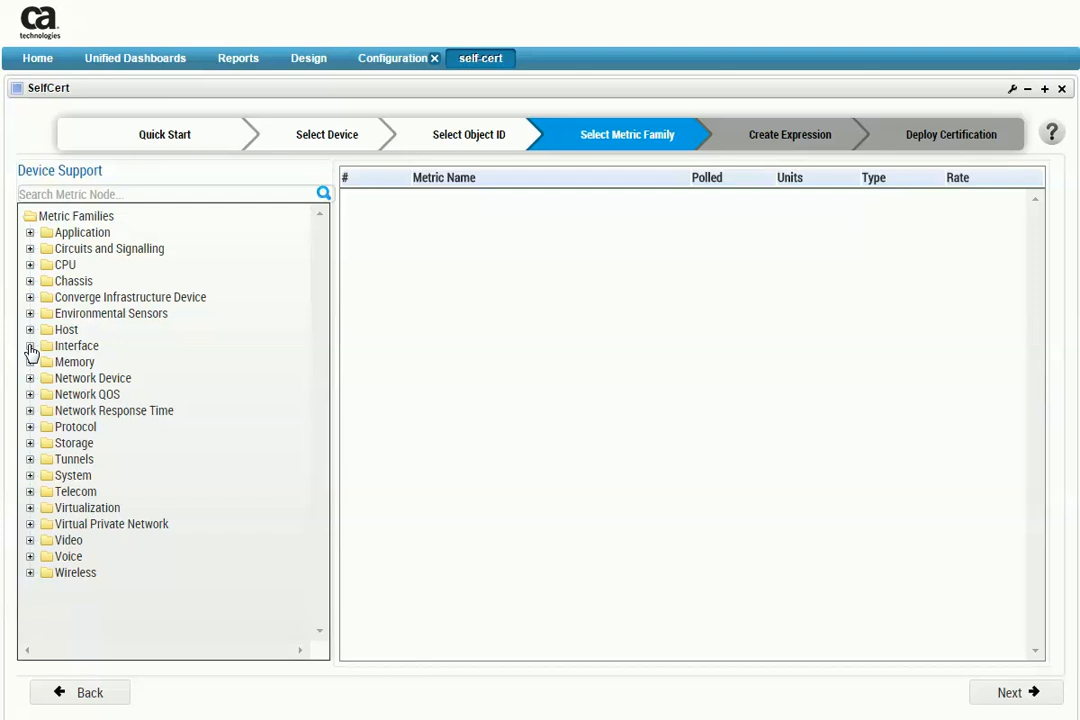 ca
technologies
Home Unified Dashboards Reports Design Configuration self-cert
SelfCert
Quick Start Select Device Select Object ID Select Metric Family Create Expression Deploy Certification ?
Device Support
Search Metric Node...
# Metric Name Polled Units Type Rate
Metric Families
Application
Circuits and Signalling
CPU
Chassis
Converge Infrastructure Device
Environmental Sensors
Host
Interface
Memory
Network Device
Network QOS
Network Response Time
Protocol
Storage
Tunnels
System
Telecom
Virtualization
Virtual Private Network
Video
Voice
Wireless
Back Next